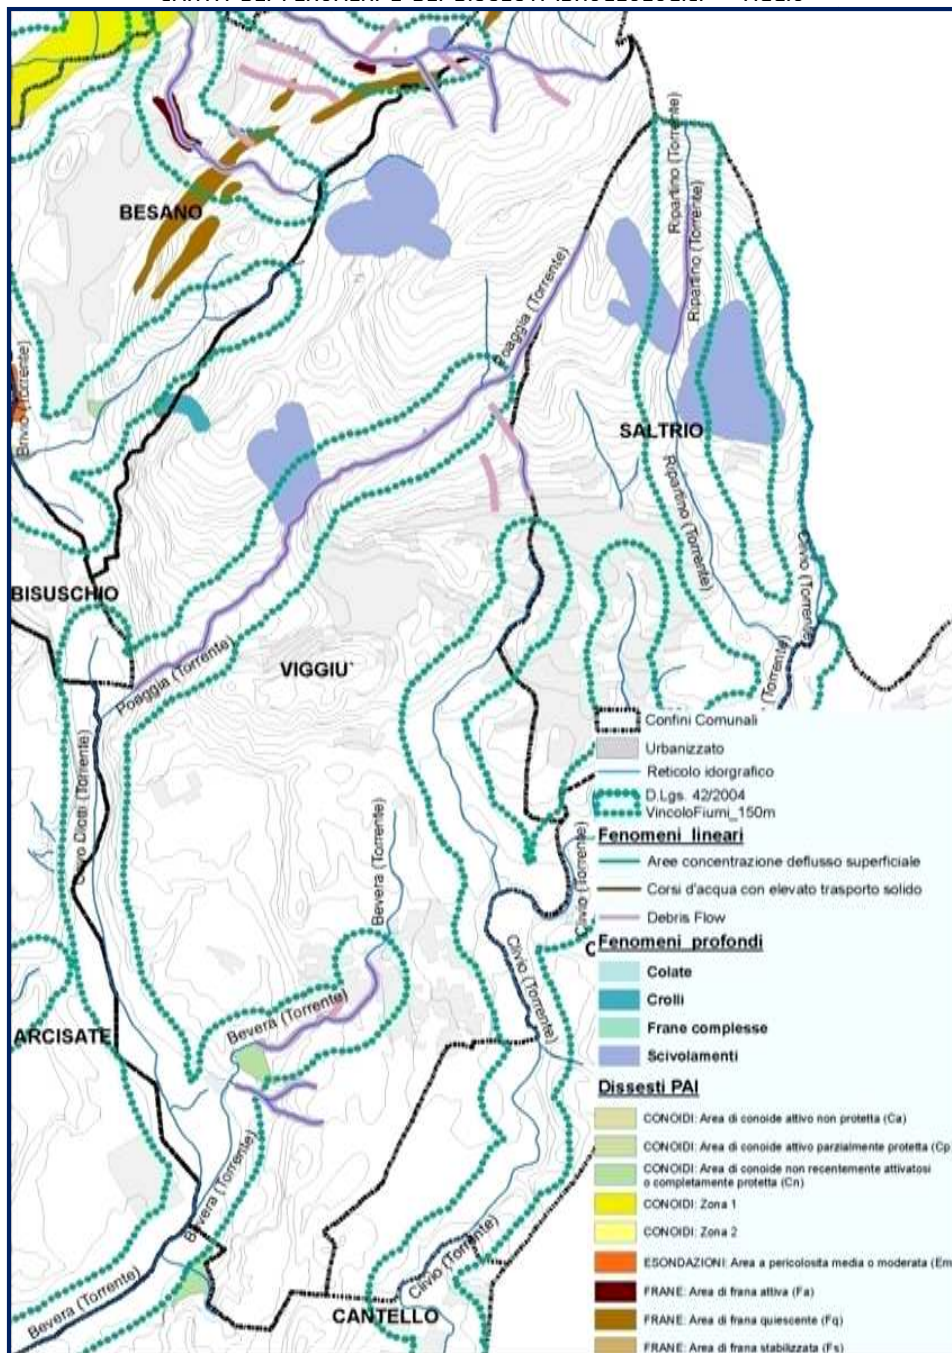 BESANO
Poaggia (Torrente)
Ripartino (Torrente)
Ripartino (Torrente)
Brivio (Torrente)
SALTRIO
Ripartino (Torrente)
Clivio (Torrente)
BISUSCHIO
VIGGIU`
Poaggia (Torrente)
(Torrente)
Bevera (Torrente)
Clivio (Torrente)
Clivio (Torrente)
Bevera (Torrente)
ARCISATE
Bevera (Torrente)
Clivio (Torrente)
Bevera (Torrente)
CANTELLO
Confini Comunali
Urbanizzato
Reticolo idorgrafico
D.Lgs. 42/2004
VincoloFiumi_150m
Fenomeni lineari
Aree concentrazione deflusso superficiale
Corsi d'acqua con elevato trasporto solido
Debris Flow
Fenomeni profondi
Colate
Crolli
Frane complesse
Scivolamenti
Dissesti PAI
CONOIDI: Area di conoide attivo non protetta (Ca)
CONOIDI: Area di conoide attivo parzialmente protetta (Cp
CONOIDI: Area di conoide non recentemente attivatosi
o completamente protetta (Cn)
CONOIDI: Zona 1
CONOIDI: Zona 2
ESONDAZIONI: Area a pericolosita media o moderata (Em
FRANE: Area di frana attiva (Fa)
FRANE: Area di frana quiescente (Fq)
FRANE: Area di frana stabilizzata (Fs)